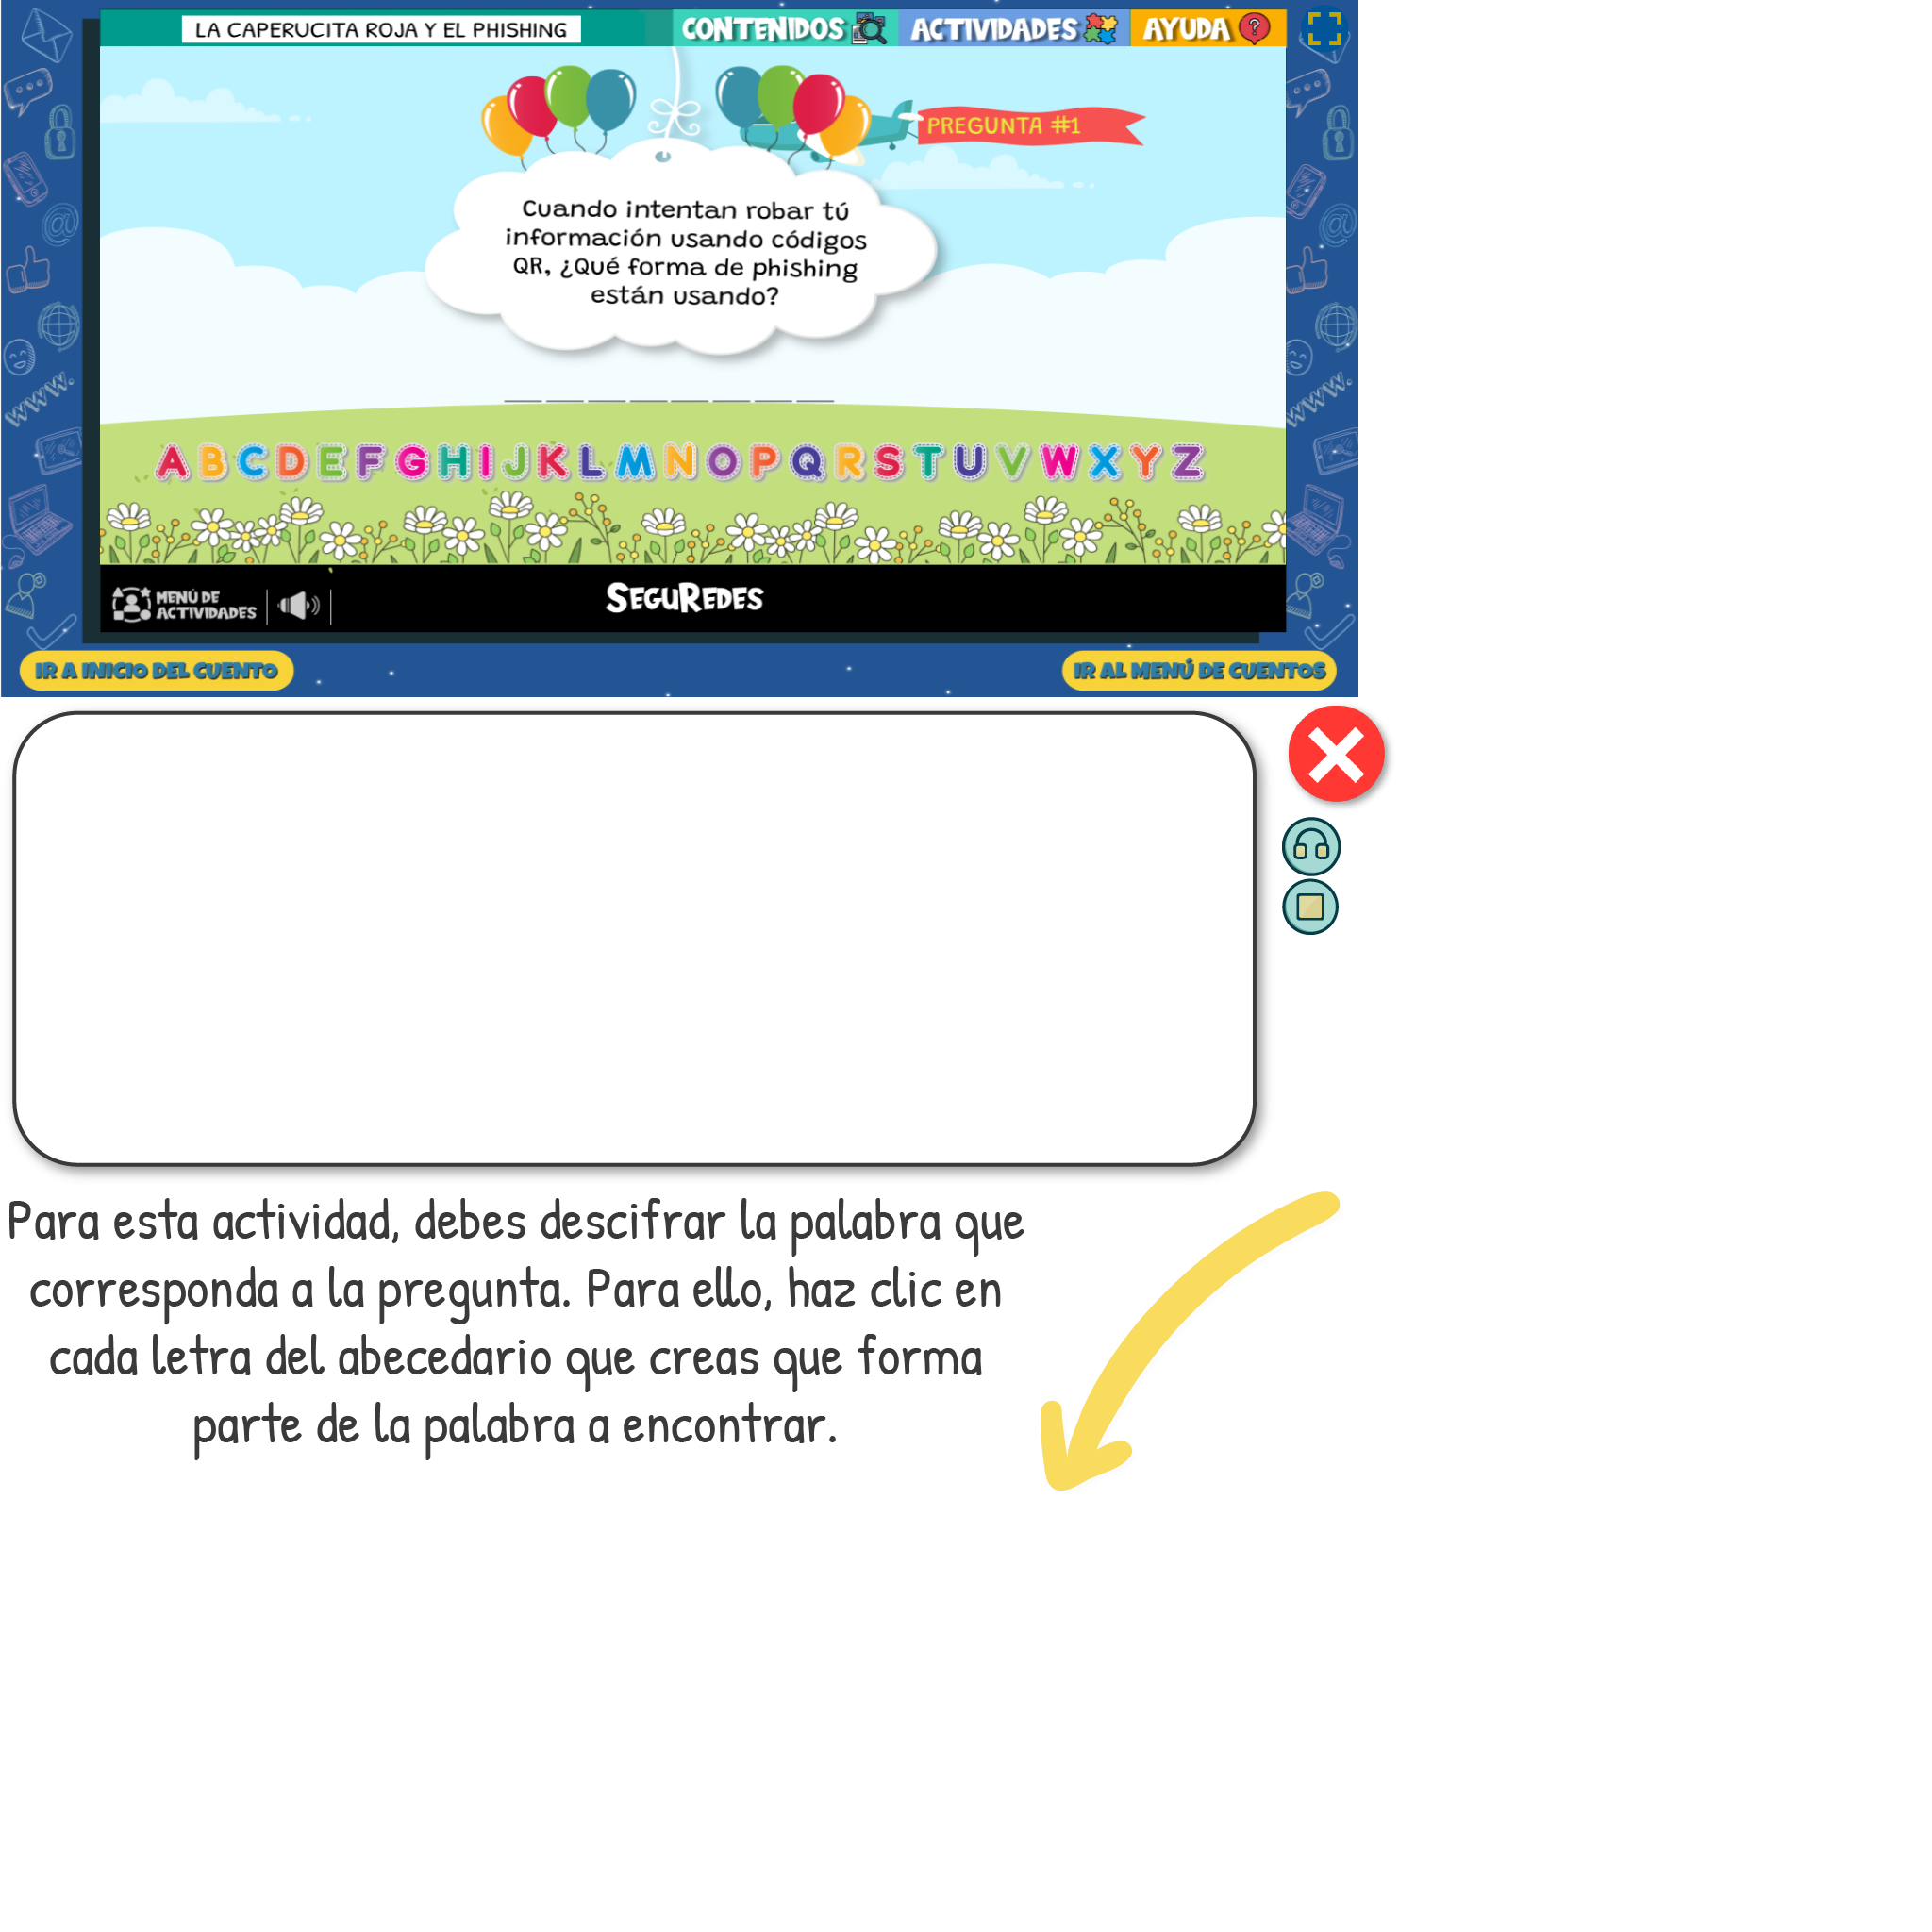 LA CAPERUCITA ROJA Y EL PHISHING
CONTENIDOS
ACTIVIDADES
AYUDA
PREGUNTA #1
Cuando intentan robar tú
información usando códigos
QR, ¿Qué forma de phishing
están usando?
A B C D E F G H I J K L M N O P Q R S T U V W X Y Z
MENÚ DE
ACTIVIDADES
SEGUREDES
IR A INICIO DEL CUENTO
IR AL MENÚ DE CUENTOS
www.
www.
Para esta actividad, debes descifrar la palabra que
corresponda a la pregunta. Para ello, haz clic en
cada letra del abecedario que creas que forma
parte de la palabra a encontrar.